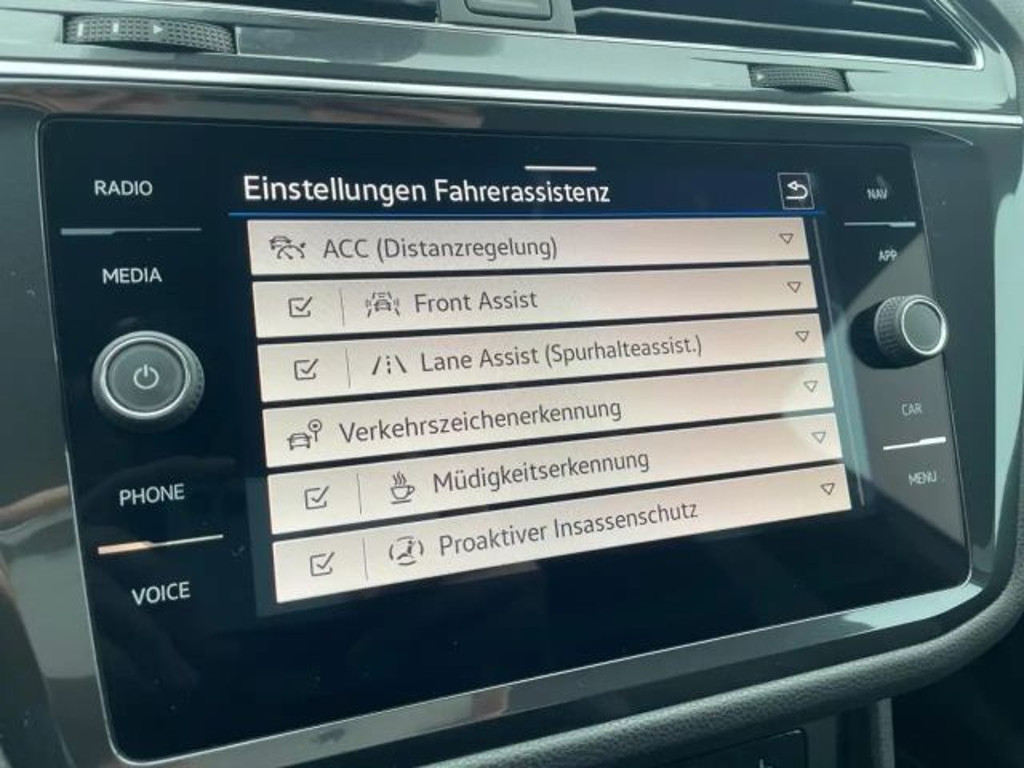 RADIO
MEDIA
PHONE
VOICE
Einstellungen Fahrerassistenz
ACC (Distanzregelung)
Front Assist
Lane Assist (Spurhalteassist.)
Verkehrszeichenerkennung
Müdigkeitserkennung
Proaktiver Insassenschutz
NAV
APP
CAR
MENU